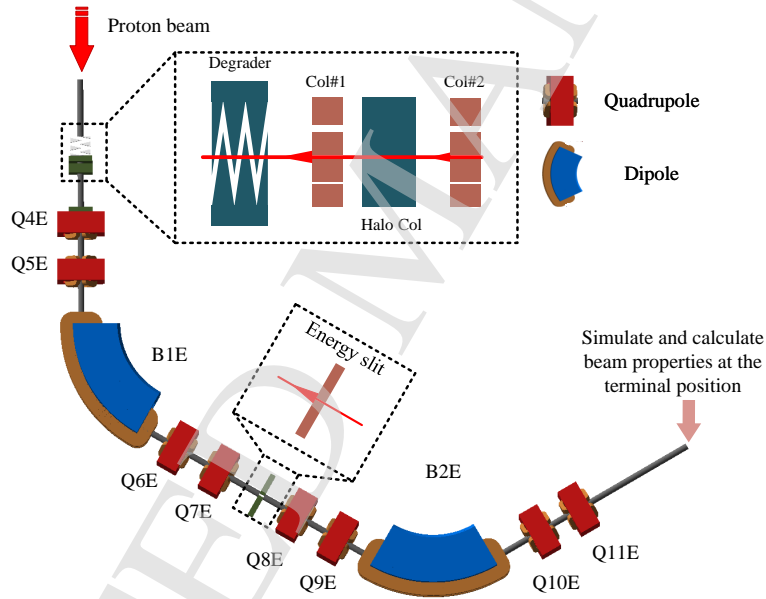 Proton beam
Degrader
Col#1
Col#2
Halo Col
Quadrupole
Dipole
Q4E
Q5E
B1E
Energy slit
Simulate and calculate
beam properties at the
terminal position
Q6E
Q7E
Q8E
Q9E
B2E
Q10E
Q11E